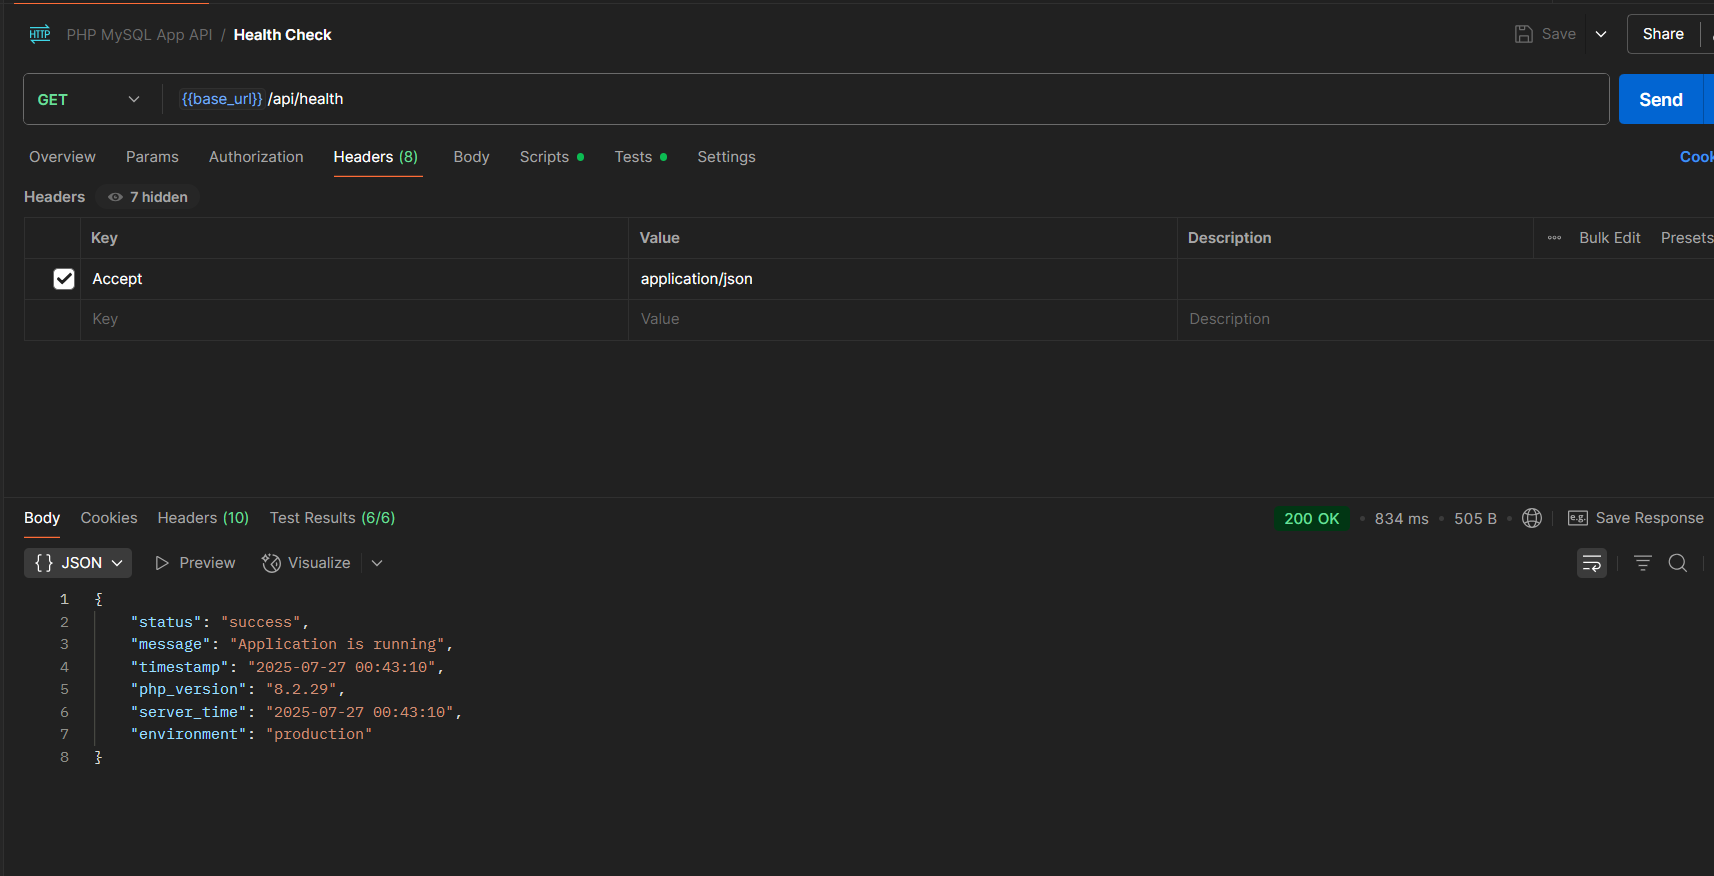 HTTP PHP MySQL App API / Health Check Save Share
GET {{base_url}} /api/health Send
Overview Params Authorization Headers (8) Body Scripts Tests Settings Cook
Headers 7 hidden
Key Value Description Bulk Edit Presets
Accept application/json
Key Value Description
Body Cookies Headers (10) Test Results (6/6) 200 OK 834 ms 505 B e.g. Save Response
{} JSON Preview Visualize
1 {
2 "status": "success",
3 "message": "Application is running",
4 "timestamp": "2025-07-27 00:43:10",
5 "php_version": "8.2.29",
6 "server_time": "2025-07-27 00:43:10",
7 "environment": "production"
8 }